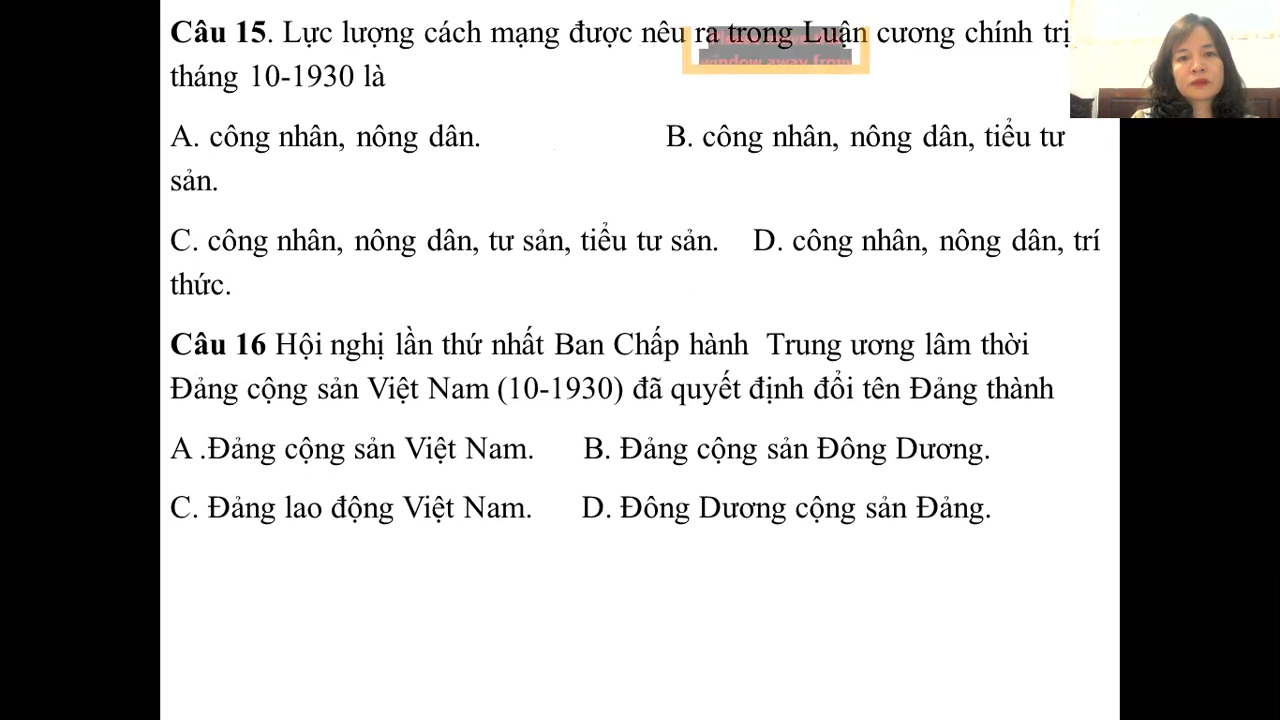 Câu 15. Lực lượng cách mạng được nêu ra trong Luận cương chính trị
tháng 10-1930 là
A. công nhân, nông dân. B. công nhân, nông dân, tiểu tư
sản.
C. công nhân, nông dân, tư sản, tiểu tư sản. D. công nhân, nông dân, trí
thức.
Câu 16 Hội nghị lần thứ nhất Ban Chấp hành Trung ương lâm thời
Đảng cộng sản Việt Nam (10-1930) đã quyết định đổi tên Đảng thành
A .Đảng cộng sản Việt Nam. B. Đảng cộng sản Đông Dương.
C. Đảng lao động Việt Nam. D. Đông Dương cộng sản Đảng.
window away from